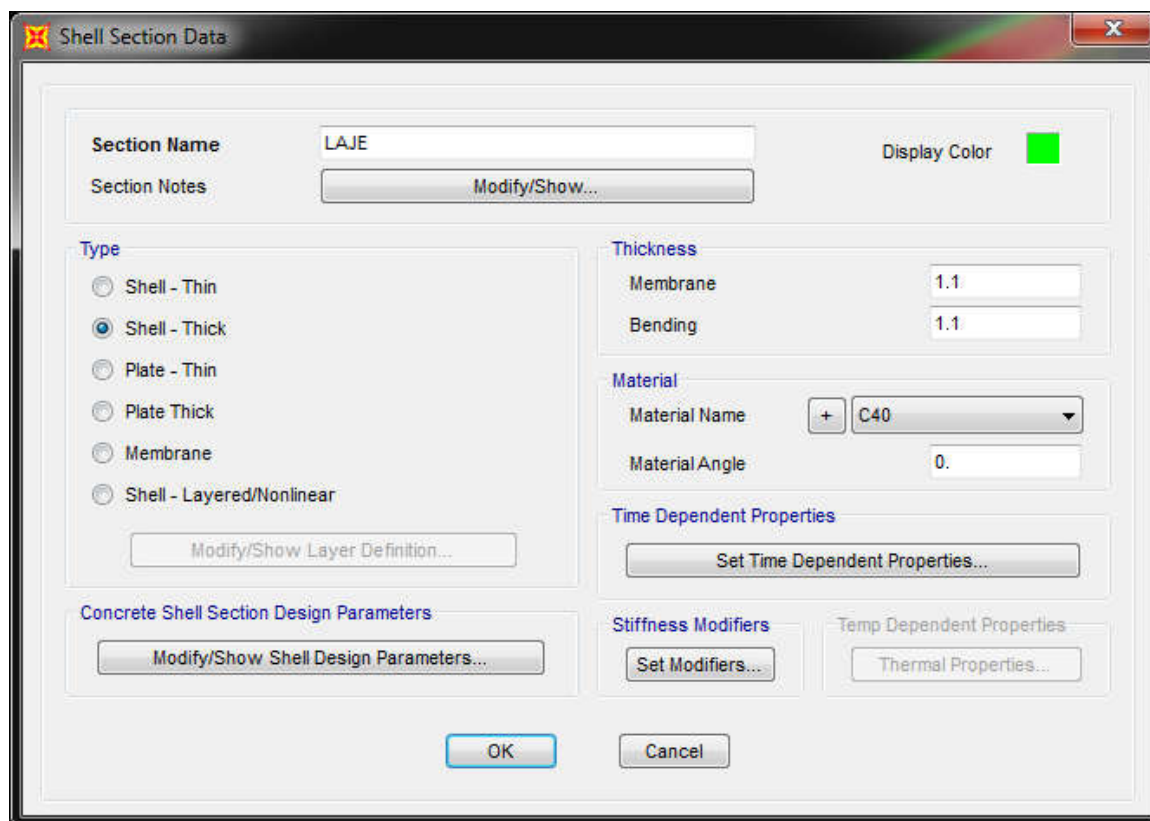 Shell Section Data
Section Name LAJE Display Color
Section Notes Modify/Show...
Type
Shell - Thin
Shell - Thick
Plate - Thin
Plate Thick
Membrane
Shell - Layered/Nonlinear
Modify/Show Layer Definition...
Concrete Shell Section Design Parameters
Modify/Show Shell Design Parameters...
Thickness
Membrane 1.1
Bending 1.1
Material
Material Name + C40
Material Angle 0.
Time Dependent Properties
Set Time Dependent Properties...
Stiffness Modifiers
Set Modifiers...
Temp Dependent Properties
Thermal Properties...
OK Cancel